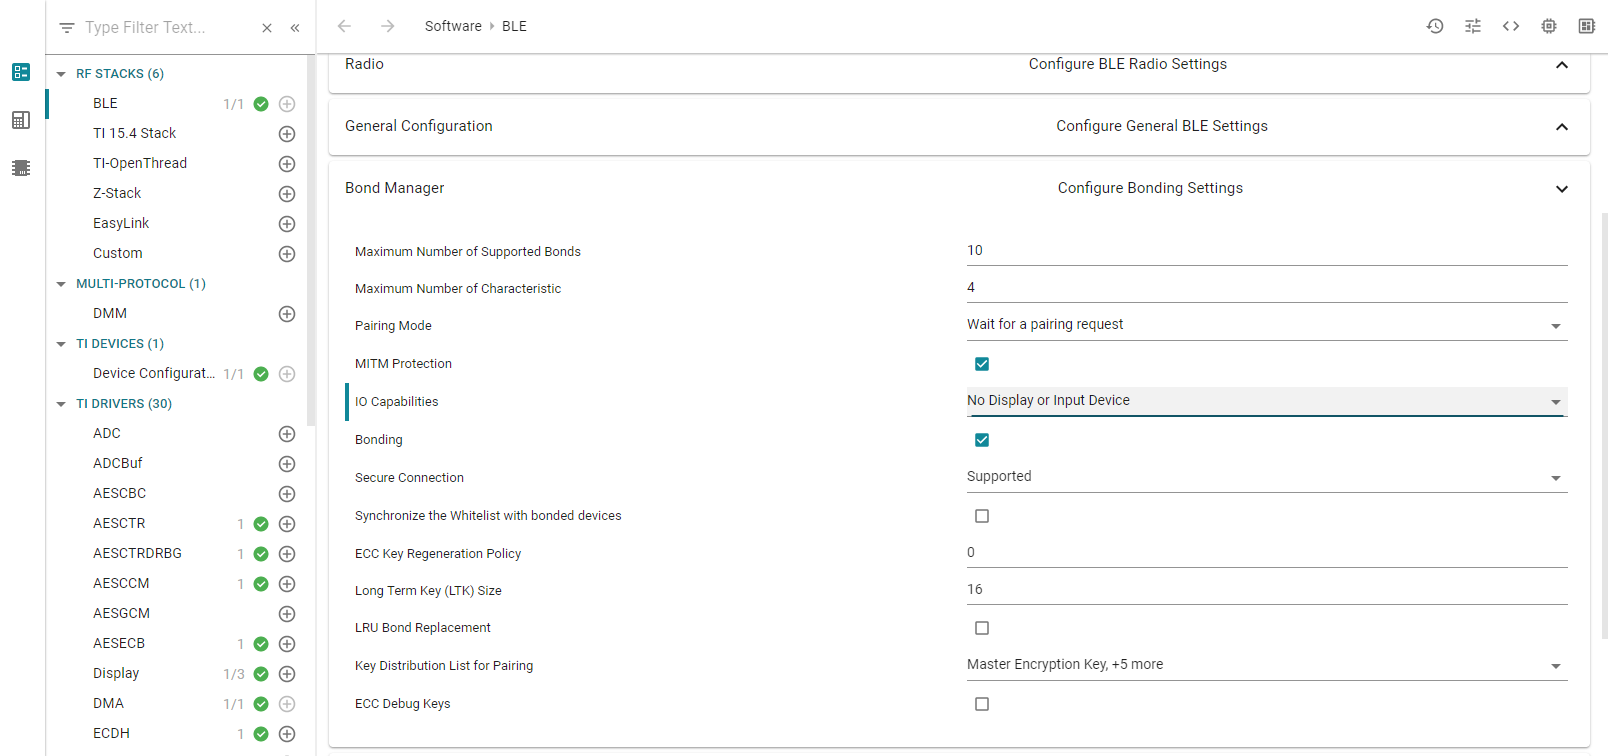 Type Filter Text...
Software BLE
RF STACKS (6)
BLE 1/1
TI 15.4 Stack
TI-OpenThread
Z-Stack
EasyLink
Custom
MULTI-PROTOCOL (1)
DMM
TI DEVICES (1)
Device Configurat... 1/1
TI DRIVERS (30)
ADC
ADCBuf
AESCBC
AESCTR 1
AESCTRDRBG 1
AESCCM 1
AESGCM
AESECB 1
Display 1/3
DMA 1/1
ECDH 1
Radio Configure BLE Radio Settings
General Configuration Configure General BLE Settings
Bond Manager Configure Bonding Settings
Maximum Number of Supported Bonds 10
Maximum Number of Characteristic 4
Pairing Mode Wait for a pairing request
MITM Protection
IO Capabilities No Display or Input Device
Bonding
Secure Connection Supported
Synchronize the Whitelist with bonded devices
ECC Key Regeneration Policy 0
Long Term Key (LTK) Size 16
LRU Bond Replacement
Key Distribution List for Pairing Master Encryption Key, +5 more
ECC Debug Keys